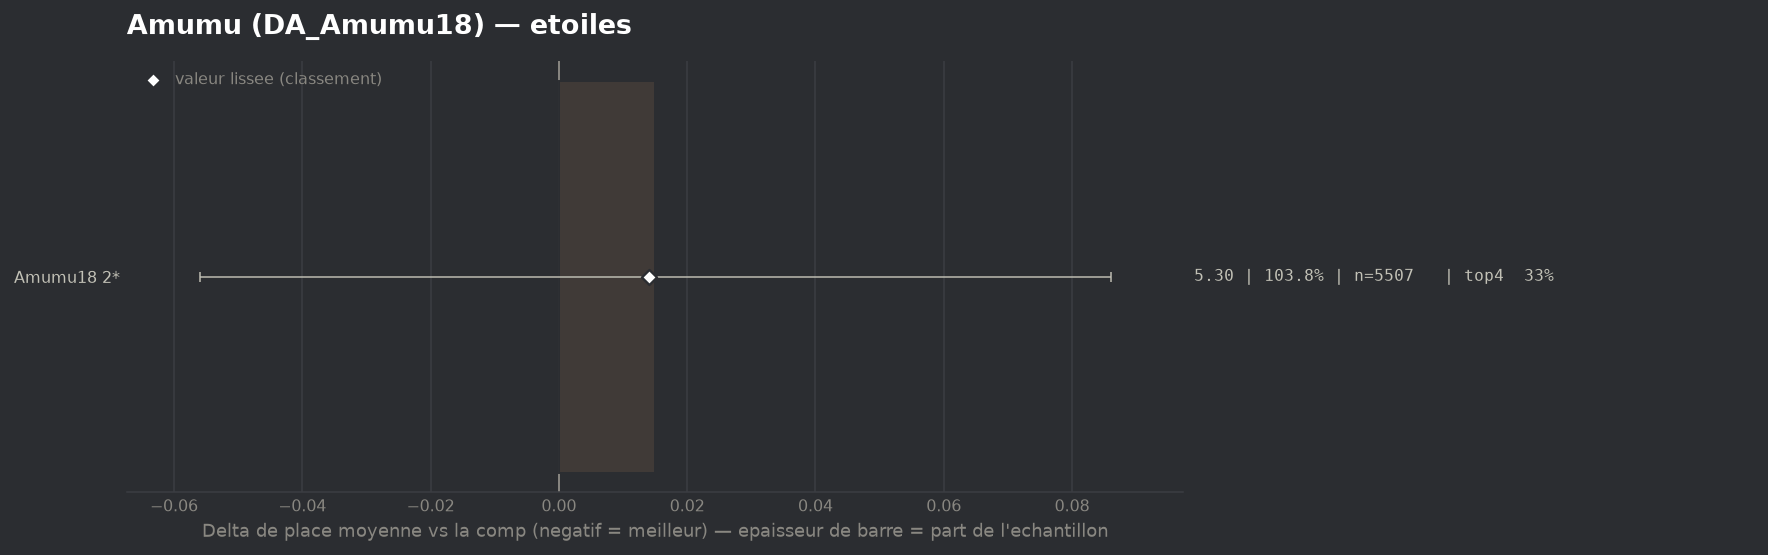 Amumu (DA_Amumu18) — etoiles
valeur lissee (classement)
Amumu18 2*
5.30 | 103.8% | n=5507   | top4  33%
−0.06 −0.04 −0.02 0.00 0.02 0.04 0.06 0.08
Delta de place moyenne vs la comp (negatif = meilleur) — epaisseur de barre = part de l'echantillon